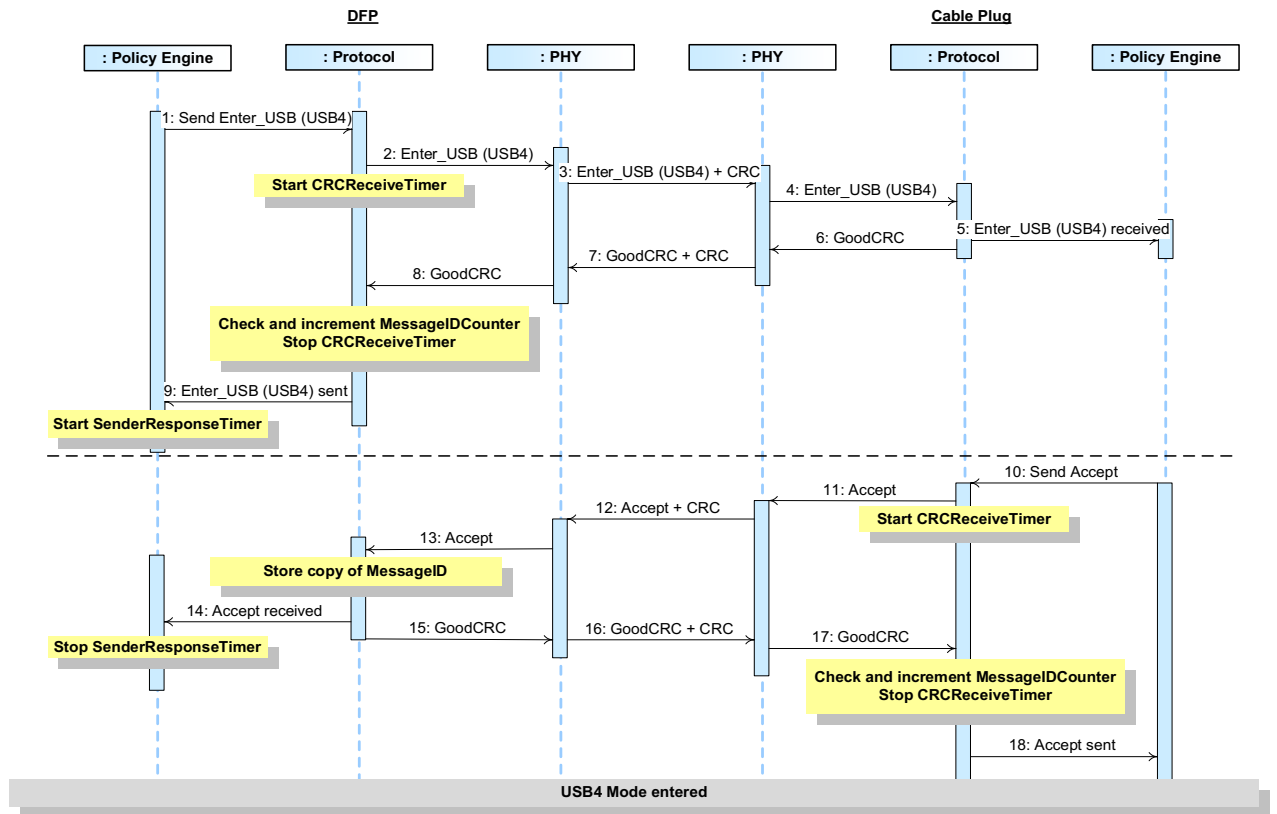 DFP
Cable Plug
: Policy Engine
: Protocol
: PHY
: PHY
: Protocol
: Policy Engine
1: Send Enter_USB (USB4)
2: Enter_USB (USB4)
3: Enter_USB (USB4) + CRC
Start CRCReceiveTimer
4: Enter_USB (USB4)
5: Enter_USB (USB4) received
6: GoodCRC
7: GoodCRC + CRC
8: GoodCRC
Check and increment MessageIDCounter
Stop CRCReceiveTimer
9: Enter_USB (USB4) sent
Start SenderResponseTimer
10: Send Accept
11: Accept
12: Accept + CRC
Start CRCReceiveTimer
13: Accept
Store copy of MessageID
14: Accept received
15: GoodCRC
16: GoodCRC + CRC
17: GoodCRC
Stop SenderResponseTimer
Check and increment MessageIDCounter
Stop CRCReceiveTimer
18: Accept sent
USB4 Mode entered